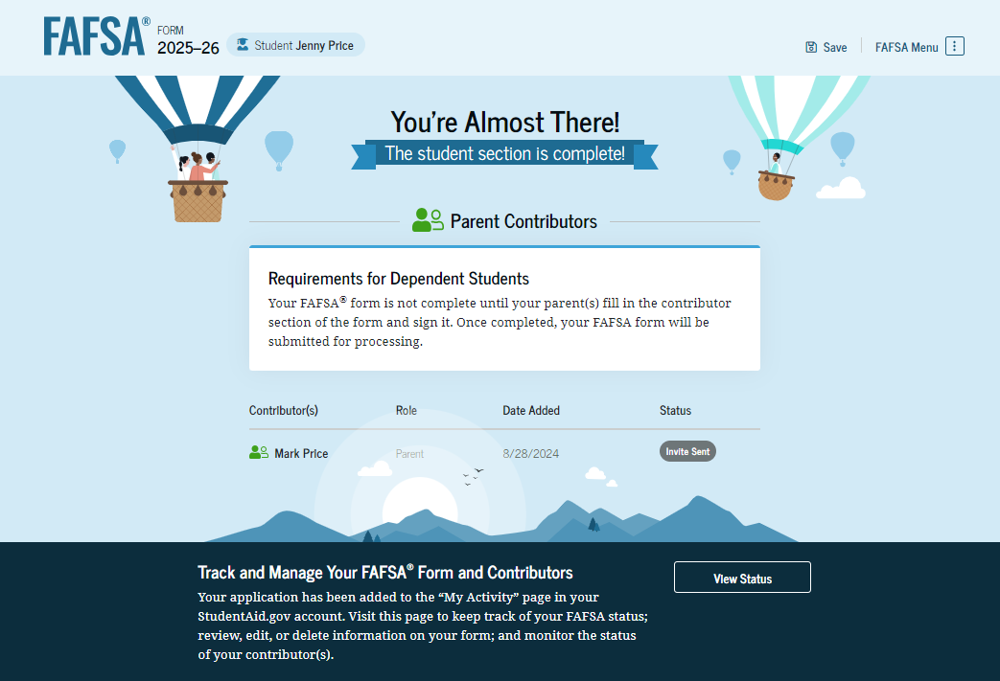 FAFSA® FORM 2025–26 Student Jenny Price Save FAFSA Menu
You're Almost There!
The student section is complete!
Parent Contributors
Requirements for Dependent Students
Your FAFSA® form is not complete until your parent(s) fill in the contributor
section of the form and sign it. Once completed, your FAFSA form will be
submitted for processing.
Contributor(s) Role Date Added Status
Mark Price Parent 8/28/2024 Invite Sent
Track and Manage Your FAFSA® Form and Contributors
View Status
Your application has been added to the “My Activity” page in your
StudentAid.gov account. Visit this page to keep track of your FAFSA status;
review, edit, or delete information on your form; and monitor the status
of your contributor(s).